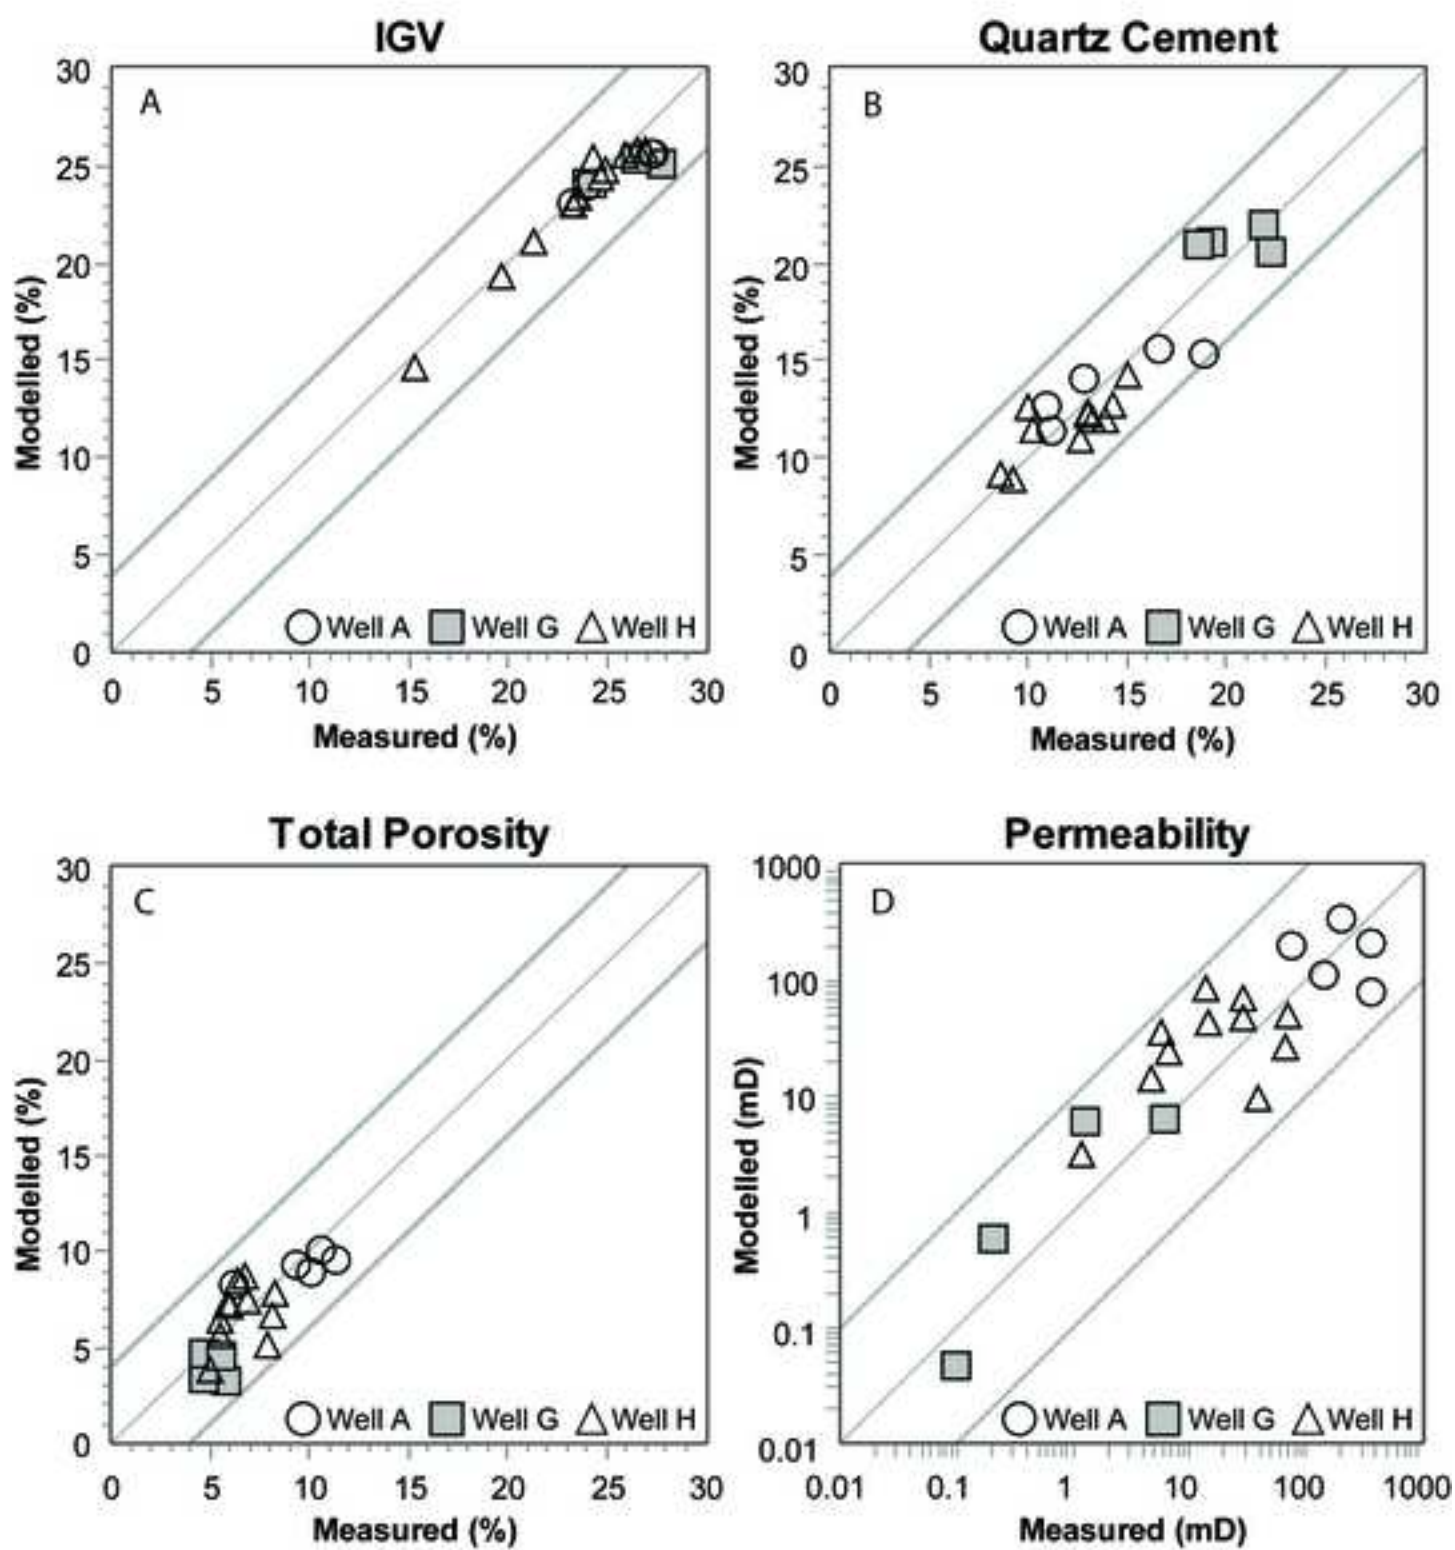 IGV
A
30
25
20
15
10
5
0
Modelled (%)
Well A Well G Well H
0 5 10 15 20 25 30
Measured (%)
Quartz Cement
B
30
25
20
15
10
5
0
Modelled (%)
Well A Well G Well H
0 5 10 15 20 25 30
Measured (%)
Total Porosity
C
30
25
20
15
10
5
0
Modelled (%)
Well A Well G Well H
0 5 10 15 20 25 30
Measured (%)
Permeability
D
1000
100
10
1
0.1
0.01
Modelled (mD)
Well A Well G Well H
0.01 0.1 1 10 100 1000
Measured (mD)